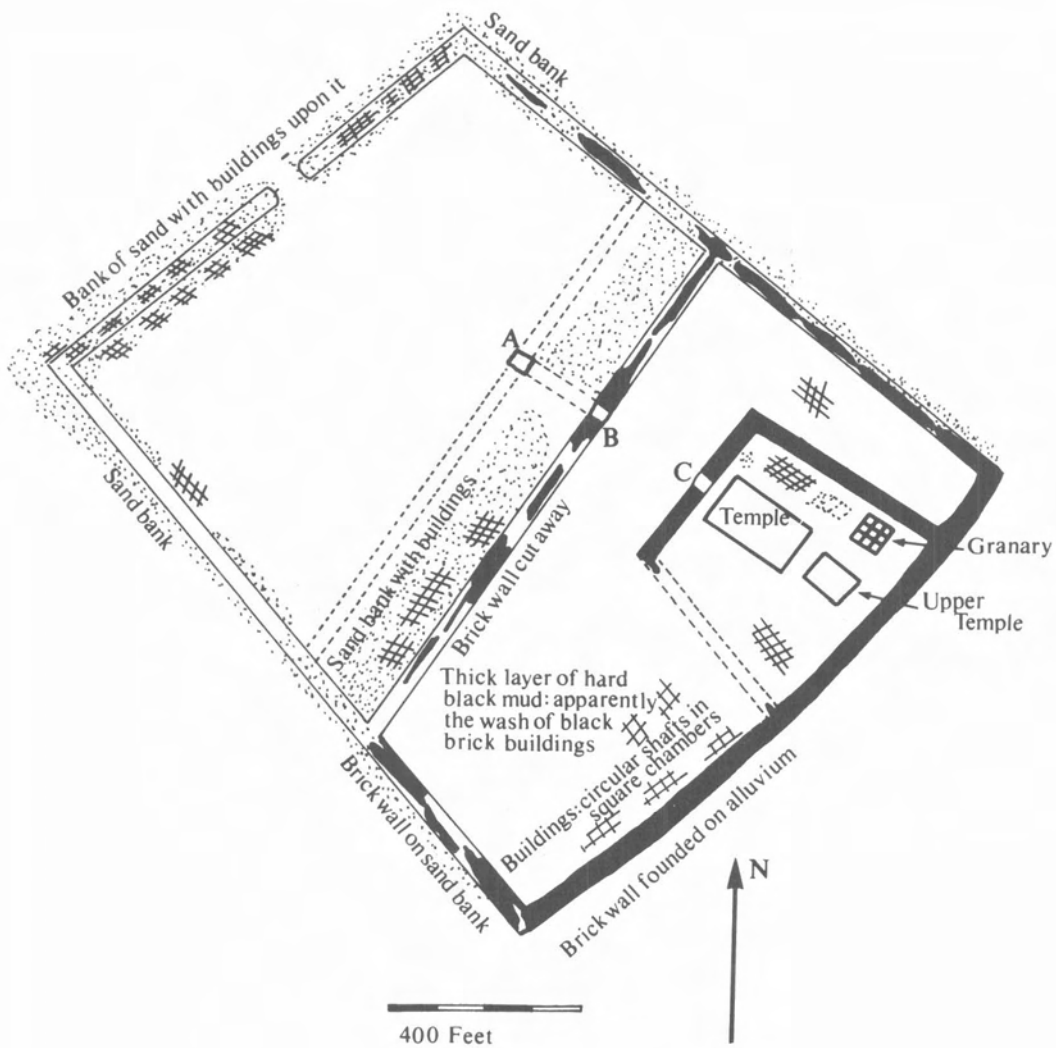 Sand bank
Bank of sand with buildings upon it
A
B
C
Temple
Granary
Upper
Temple
Sand bank
Sand bank with buildings
Brick wall cut away
Thick layer of hard
black mud: apparently
the wash of black
brick buildings
Buildings: circular shafts in
square chambers
Brick wall on sand bank
Brick wall founded on alluvium
N
400 Feet